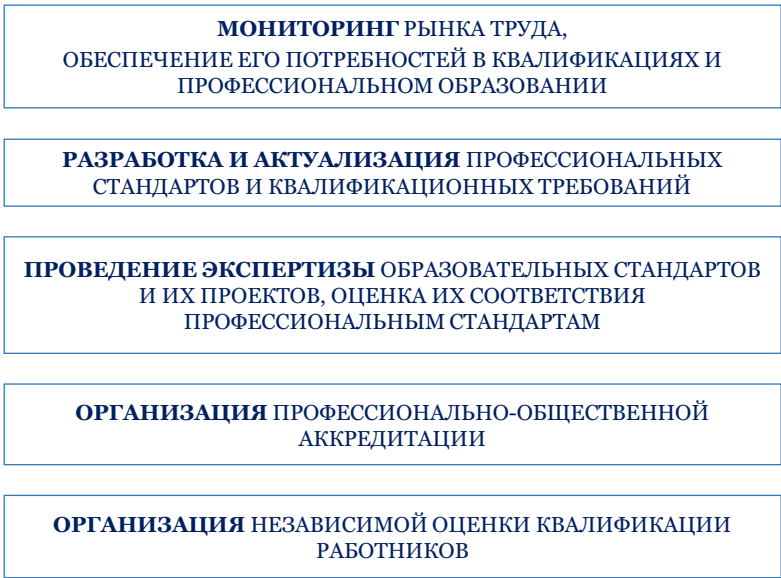 МОНИТОРИНГ РЫНКА ТРУДА,
ОБЕСПЕЧЕНИЕ ЕГО ПОТРЕБНОСТЕЙ В КВАЛИФИКАЦИЯХ И
ПРОФЕССИОНАЛЬНОМ ОБРАЗОВАНИИ
РАЗРАБОТКА И АКТУАЛИЗАЦИЯ ПРОФЕССИОНАЛЬНЫХ
СТАНДАРТОВ И КВАЛИФИКАЦИОННЫХ ТРЕБОВАНИЙ
ПРОВЕДЕНИЕ ЭКСПЕРТИЗЫ ОБРАЗОВАТЕЛЬНЫХ СТАНДАРТОВ
И ИХ ПРОЕКТОВ, ОЦЕНКА ИХ СООТВЕТСТВИЯ
ПРОФЕССИОНАЛЬНЫМ СТАНДАРТАМ
ОРГАНИЗАЦИЯ ПРОФЕССИОНАЛЬНО-ОБЩЕСТВЕННОЙ
АККРЕДИТАЦИИ
ОРГАНИЗАЦИЯ НЕЗАВИСИМОЙ ОЦЕНКИ КВАЛИФИКАЦИИ
РАБОТНИКОВ